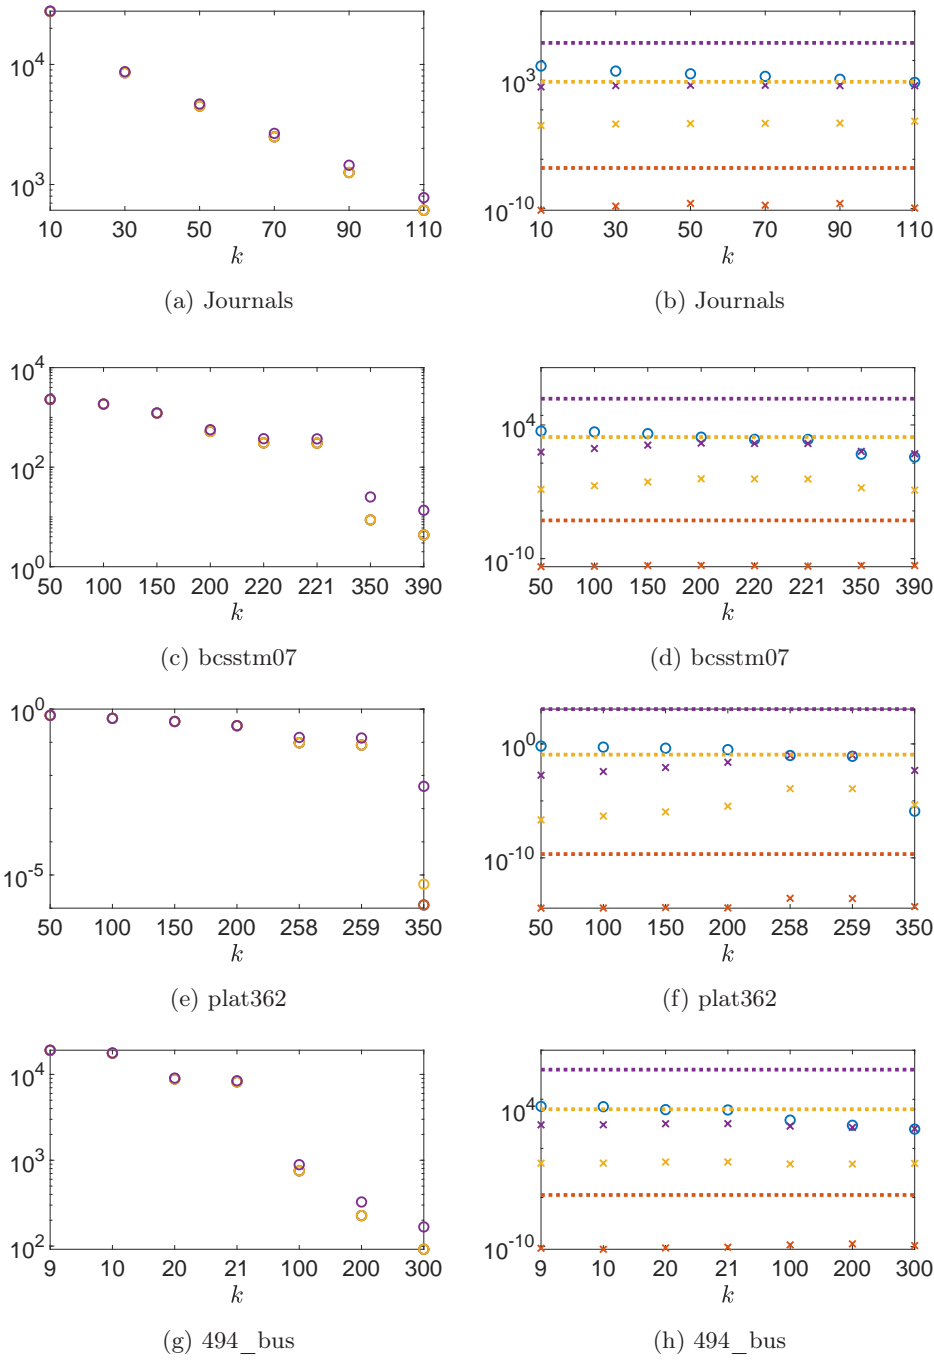 10^4
10^3
10 30 50 70 90 110
k
(a) Journals
10^3
10^-10
10 30 50 70 90 110
k
(b) Journals
10^4
10^2
10^0
50 100 150 200 220 221 350 390
k
(c) bcsstm07
10^4
10^-10
50 100 150 200 220 221 350 390
k
(d) bcsstm07
10^0
10^-5
50 100 150 200 258 259 350
k
(e) plat362
10^0
10^-10
50 100 150 200 258 259 350
k
(f) plat362
10^4
10^3
10^2
9 10 20 21 100 200 300
k
(g) 494_bus
10^4
10^-10
9 10 20 21 100 200 300
k
(h) 494_bus